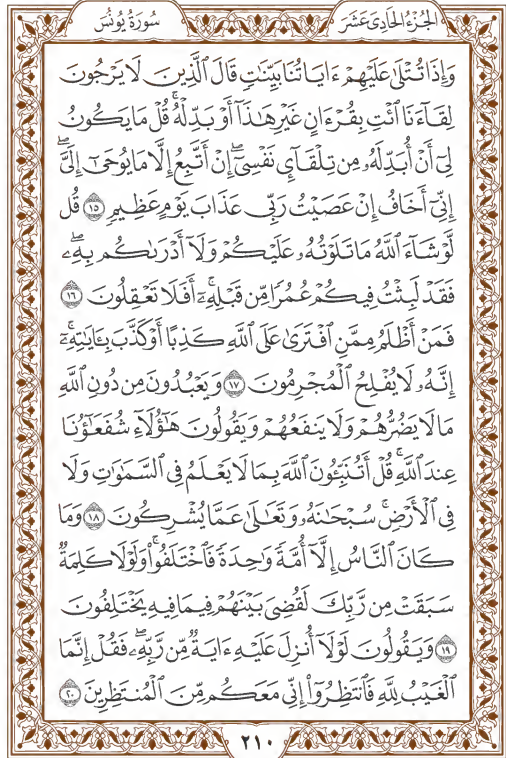 الجزء الحادي عشر
سورة يونس
وَإِذَا تُتْلَىٰ عَلَيْهِمْ ءَايَاتُنَا بَيِّنَٰتٍ قَالَ ٱلَّذِينَ لَا يَرْجُونَ
لِقَآءَنَا ٱئْتِ بِقُرْءَانٍ غَيْرِ هَٰذَآ أَوْ بَدِّلْهُ ۚ قُلْ مَا يَكُونُ
لِىٓ أَنْ أُبَدِّلَهُۥ مِن تِلْقَآئِ نَفْسِىٓ ۖ إِنْ أَتَّبِعُ إِلَّا مَا يُوحَىٰٓ إِلَىَّ ۖ
إِنِّىٓ أَخَافُ إِنْ عَصَيْتُ رَبِّى عَذَابَ يَوْمٍ عَظِيمٍ ١٥ قُل
لَّوْ شَآءَ ٱللَّهُ مَا تَلَوْتُهُۥ عَلَيْكُمْ وَلَآ أَدْرَىٰكُم بِهِۦ ۖ
فَقَدْ لَبِثْتُ فِيكُمْ عُمُرًا مِّن قَبْلِهِۦٓ ۚ أَفَلَا تَعْقِلُونَ ١٦
فَمَنْ أَظْلَمُ مِمَّنِ ٱفْتَرَىٰ عَلَى ٱللَّهِ كَذِبًا أَوْ كَذَّبَ بِـَٔايَٰتِهِۦٓ ۚ
إِنَّهُۥ لَا يُفْلِحُ ٱلْمُجْرِمُونَ ١٧ وَيَعْبُدُونَ مِن دُونِ ٱللَّهِ
مَا لَا يَضُرُّهُمْ وَلَا يَنفَعُهُمْ وَيَقُولُونَ هَٰٓؤُلَآءِ شُفَعَٰٓؤُنَا
عِندَ ٱللَّهِ ۚ قُلْ أَتُنَبِّـُٔونَ ٱللَّهَ بِمَا لَا يَعْلَمُ فِى ٱلسَّمَٰوَٰتِ وَلَا
فِى ٱلْأَرْضِ ۚ سُبْحَٰنَهُۥ وَتَعَٰلَىٰ عَمَّا يُشْرِكُونَ ١٨ وَمَا
كَانَ ٱلنَّاسُ إِلَّآ أُمَّةً وَٰحِدَةً فَٱخْتَلَفُوا۟ ۚ وَلَوْلَا كَلِمَةٌ
سَبَقَتْ مِن رَّبِّكَ لَقُضِىَ بَيْنَهُمْ فِيمَا فِيهِ يَخْتَلِفُونَ
١٩ وَيَقُولُونَ لَوْلَآ أُنزِلَ عَلَيْهِ ءَايَةٌ مِّن رَّبِّهِۦ ۖ فَقُلْ إِنَّمَا
ٱلْغَيْبُ لِلَّهِ فَٱنتَظِرُوٓا۟ إِنِّى مَعَكُم مِّنَ ٱلْمُنتَظِرِينَ ٢٠
٢١٠